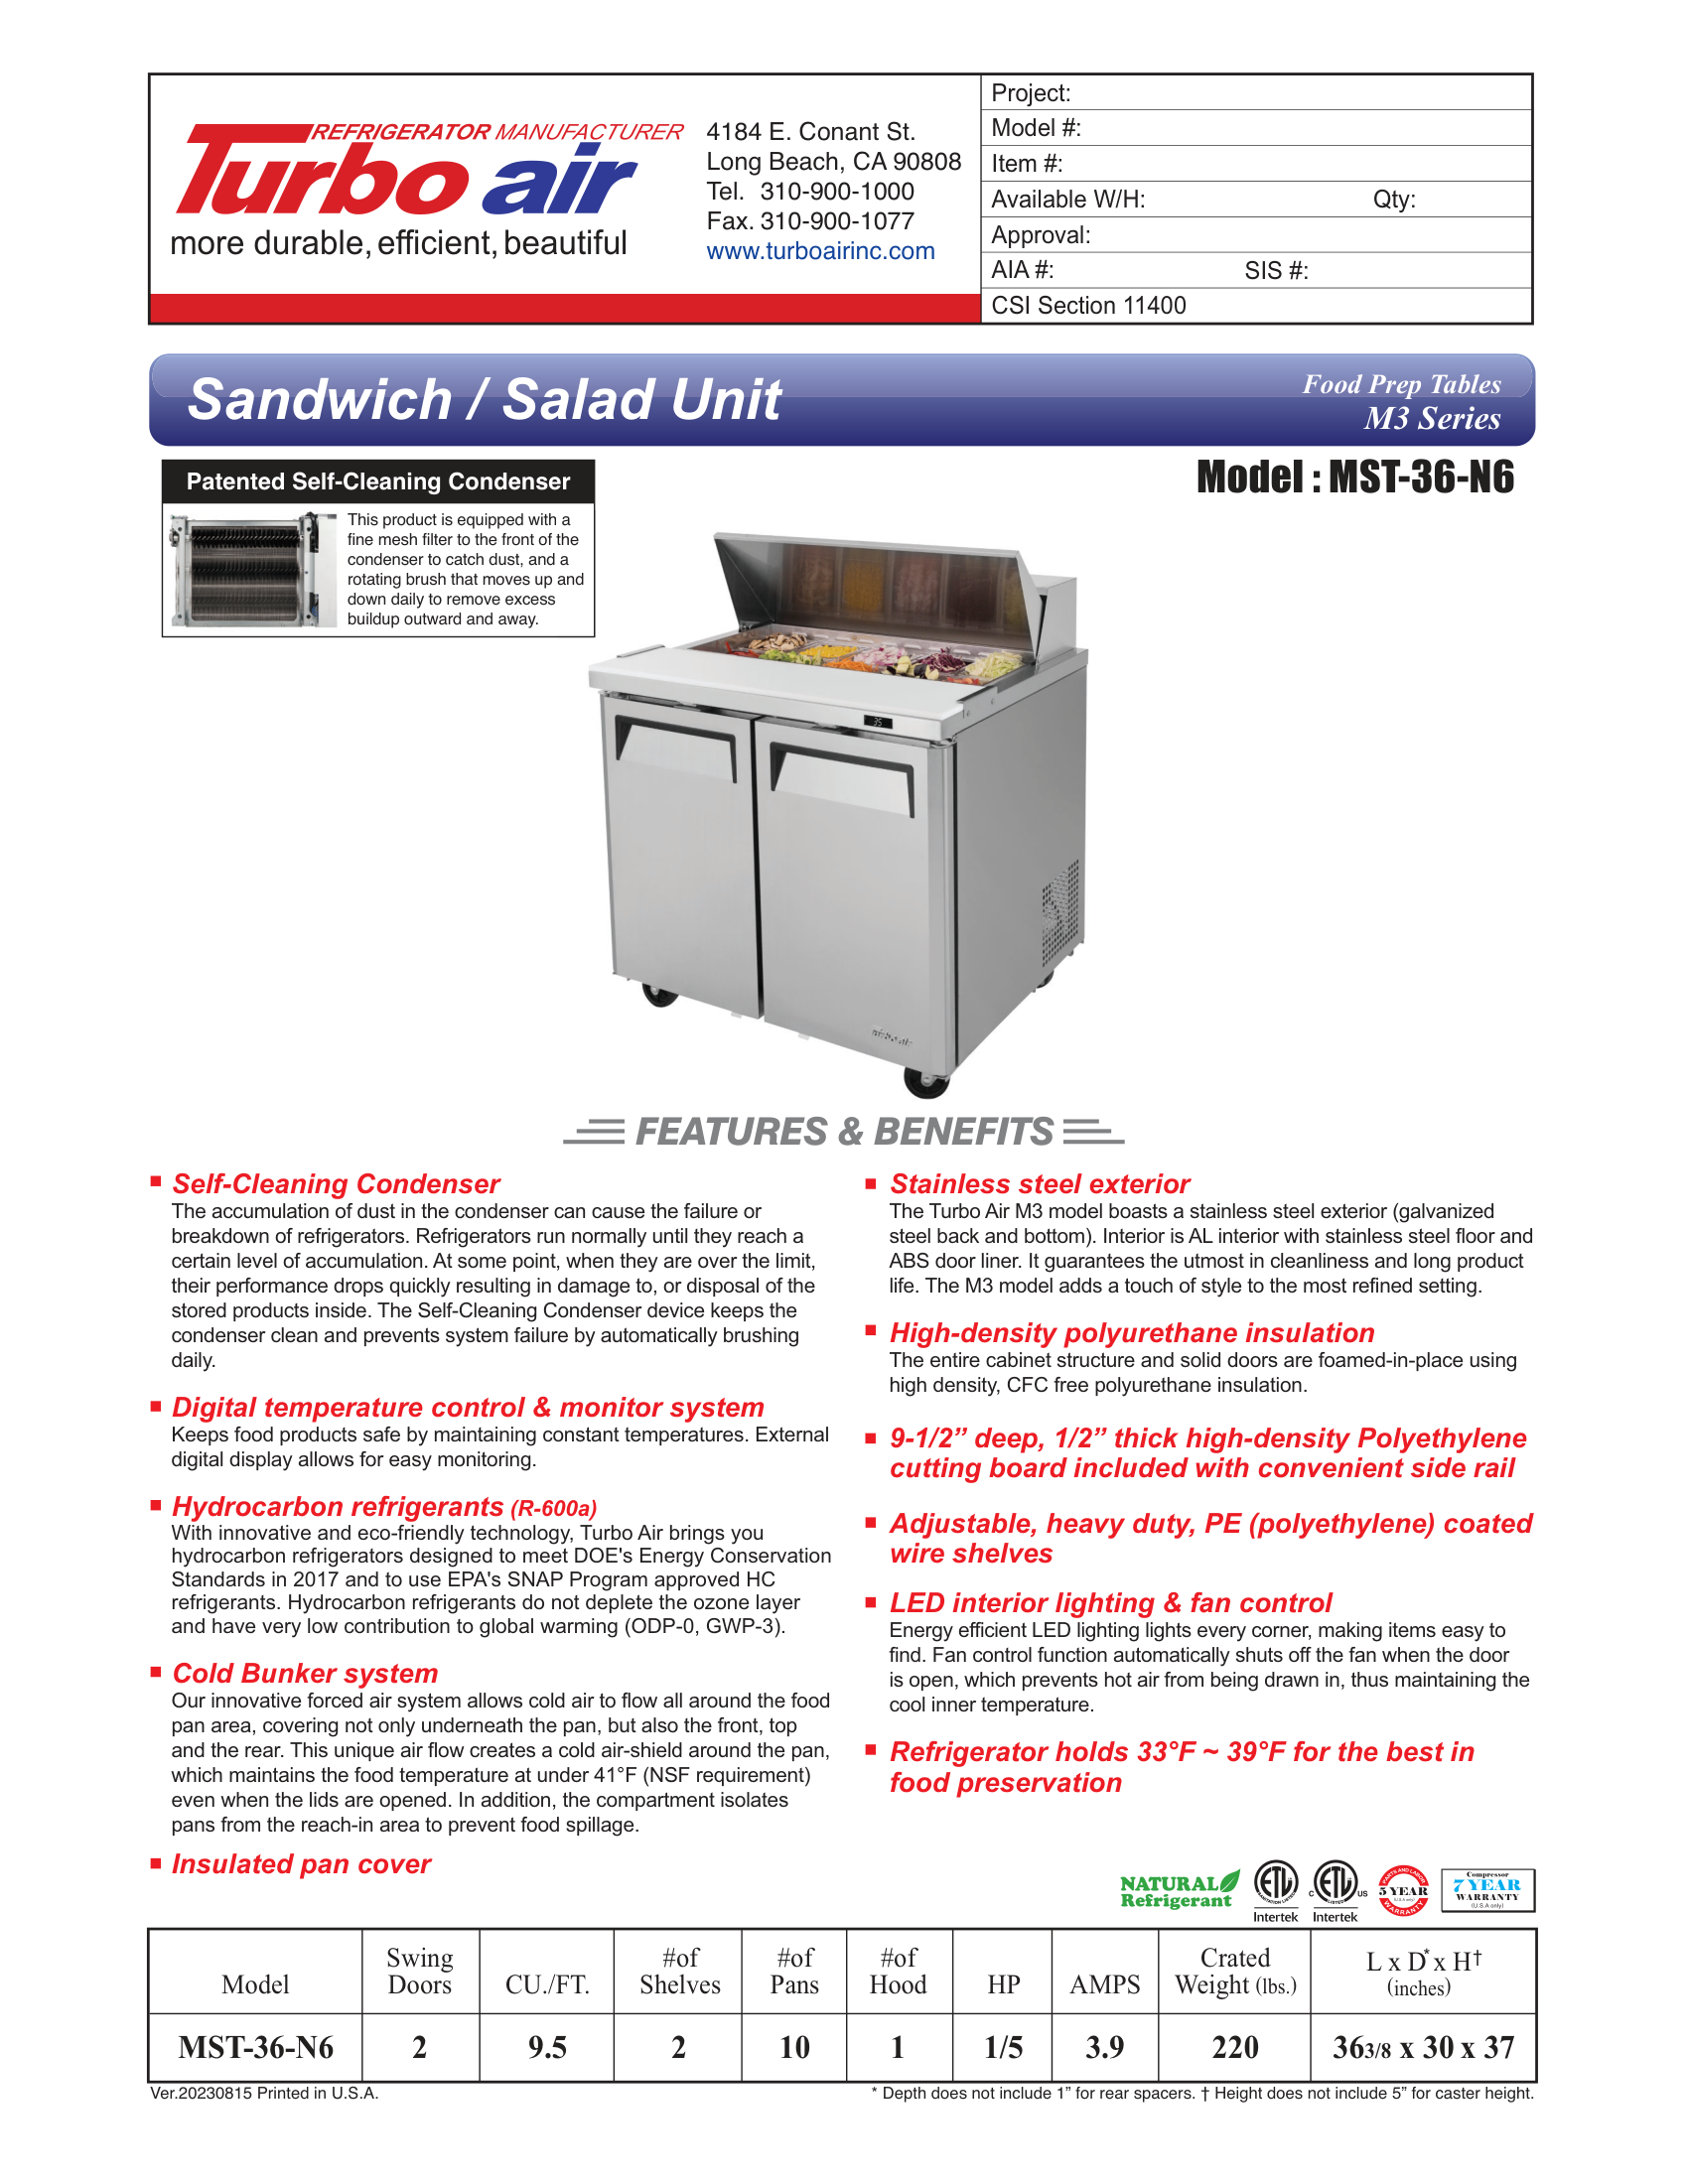 REFRIGERATOR MANUFACTURER
Turbo air
more durable, efficient, beautiful
4184 E. Conant St.
Long Beach, CA 90808
Tel. 310-900-1000
Fax. 310-900-1077
www.turboairinc.com
Project:
Model #:
Item #:
Available W/H: Qty:
Approval:
AIA #: SIS #:
CSI Section 11400
Sandwich / Salad Unit
Food Prep Tables
M3 Series
Patented Self-Cleaning Condenser
This product is equipped with a
fine mesh filter to the front of the
condenser to catch dust, and a
rotating brush that moves up and
down daily to remove excess
buildup outward and away.
Model : MST-36-N6
FEATURES & BENEFITS
Self-Cleaning Condenser
The accumulation of dust in the condenser can cause the failure or
breakdown of refrigerators. Refrigerators run normally until they reach a
certain level of accumulation. At some point, when they are over the limit,
their performance drops quickly resulting in damage to, or disposal of the
stored products inside. The Self-Cleaning Condenser device keeps the
condenser clean and prevents system failure by automatically brushing
daily.
Digital temperature control & monitor system
Keeps food products safe by maintaining constant temperatures. External
digital display allows for easy monitoring.
Hydrocarbon refrigerants (R-600a)
With innovative and eco-friendly technology, Turbo Air brings you
hydrocarbon refrigerators designed to meet DOE's Energy Conservation
Standards in 2017 and to use EPA's SNAP Program approved HC
refrigerants. Hydrocarbon refrigerants do not deplete the ozone layer
and have very low contribution to global warming (ODP-0, GWP-3).
Cold Bunker system
Our innovative forced air system allows cold air to flow all around the food
pan area, covering not only underneath the pan, but also the front, top
and the rear. This unique air flow creates a cold air-shield around the pan,
which maintains the food temperature at under 41°F (NSF requirement)
even when the lids are opened. In addition, the compartment isolates
pans from the reach-in area to prevent food spillage.
Insulated pan cover
Stainless steel exterior
The Turbo Air M3 model boasts a stainless steel exterior (galvanized
steel back and bottom). Interior is AL interior with stainless steel floor and
ABS door liner. It guarantees the utmost in cleanliness and long product
life. The M3 model adds a touch of style to the most refined setting.
High-density polyurethane insulation
The entire cabinet structure and solid doors are foamed-in-place using
high density, CFC free polyurethane insulation.
9-1/2” deep, 1/2” thick high-density Polyethylene
cutting board included with convenient side rail
Adjustable, heavy duty, PE (polyethylene) coated
wire shelves
LED interior lighting & fan control
Energy efficient LED lighting lights every corner, making items easy to
find. Fan control function automatically shuts off the fan when the door
is open, which prevents hot air from being drawn in, thus maintaining the
cool inner temperature.
Refrigerator holds 33°F ~ 39°F for the best in
food preservation
NATURAL
Refrigerant
ETL
Intertek
C ETL US
LISTED
Intertek
PARTS AND LABOR
5 YEAR
WARRANTY
Compressor
7 YEAR
WARRANTY
(U.S.A only)
Model Swing Doors CU./FT. #of Shelves #of Pans #of Hood HP AMPS Crated Weight (lbs.) L x D* x H† (inches)
MST-36-N6 2 9.5 2 10 1 1/5 3.9 220 36 3/8 x 30 x 37
Ver.20230815 Printed in U.S.A.
* Depth does not include 1” for rear spacers. † Height does not include 5” for caster height.